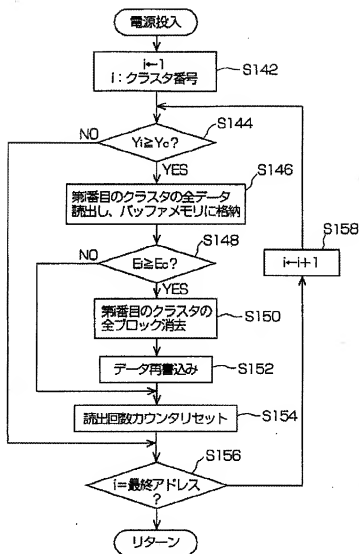 電源投入
i←1
i：クラスタ番号
S142
S144
NO
Yi≧Yc?
YES
S146
第i番目のクラスタの全データ
読出し、バッファメモリに格納
S158
i←i+1
S148
NO
Ei≧Ec?
YES
S150
第i番目のクラスタの
全ブロック消去
S152
データ再書込み
S154
読出回数カウンタリセット
S156
i=最終アドレス
?
リターン